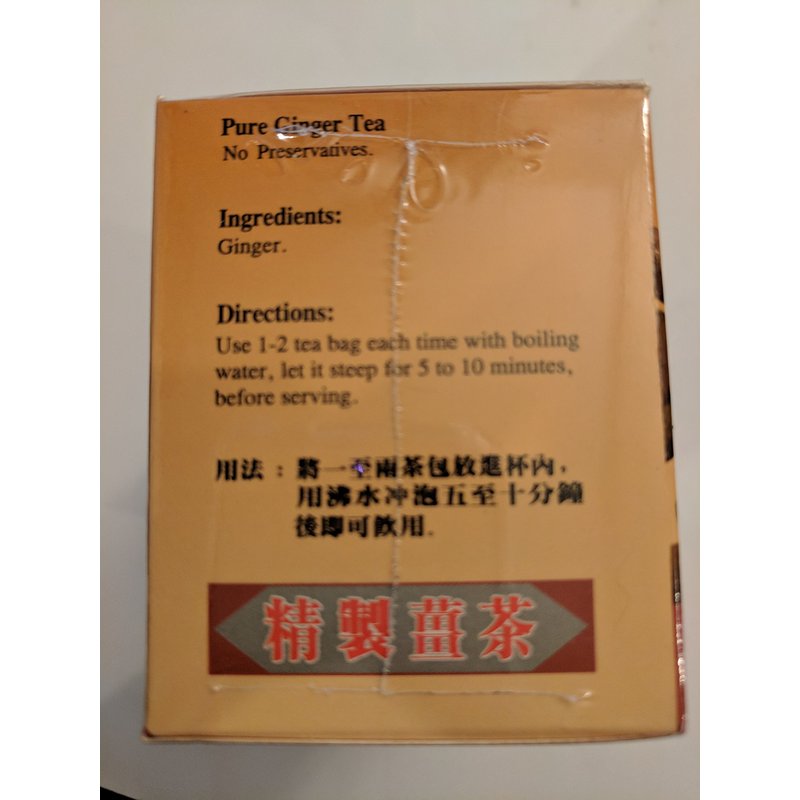 Pure Ginger Tea
No Preservatives.
Ingredients:
Ginger.
Directions:
Use 1-2 tea bag each time with boiling
water, let it steep for 5 to 10 minutes,
before serving.
用法：將一至兩茶包放進杯內，
用沸水冲泡五至十分鐘
後即可飲用.
精製薑茶